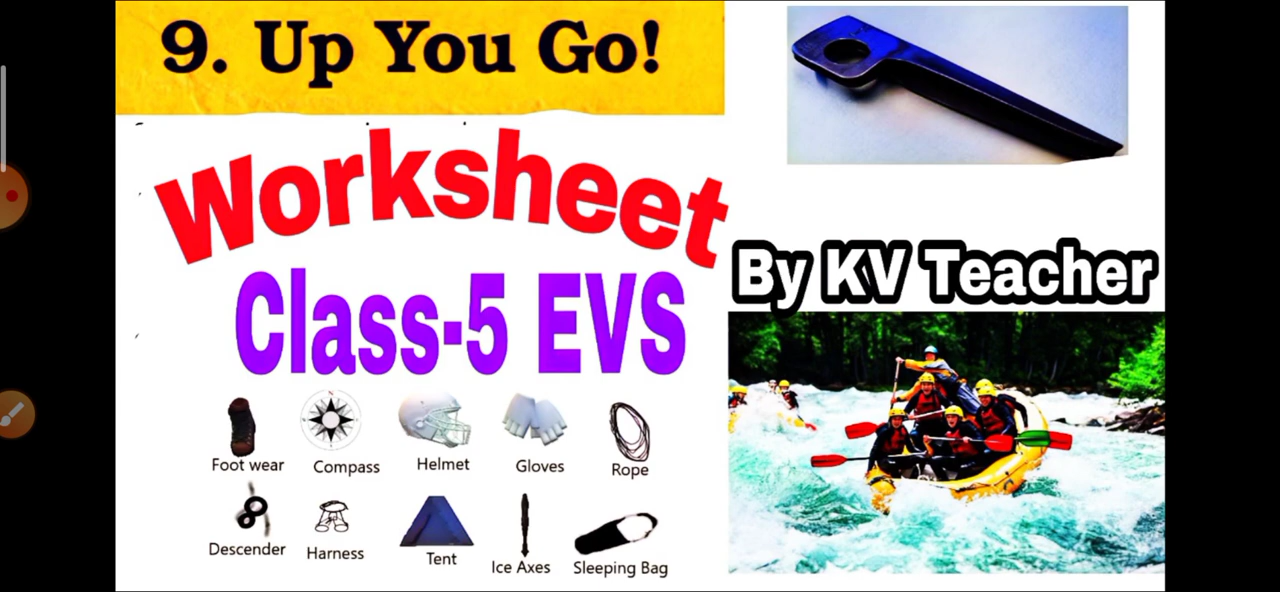 9. Up You Go!
Worksheet
Class-5 EVS
By KV Teacher
Foot wear
Compass
Helmet
Gloves
Rope
Descender
Harness
Tent
Ice Axes
Sleeping Bag